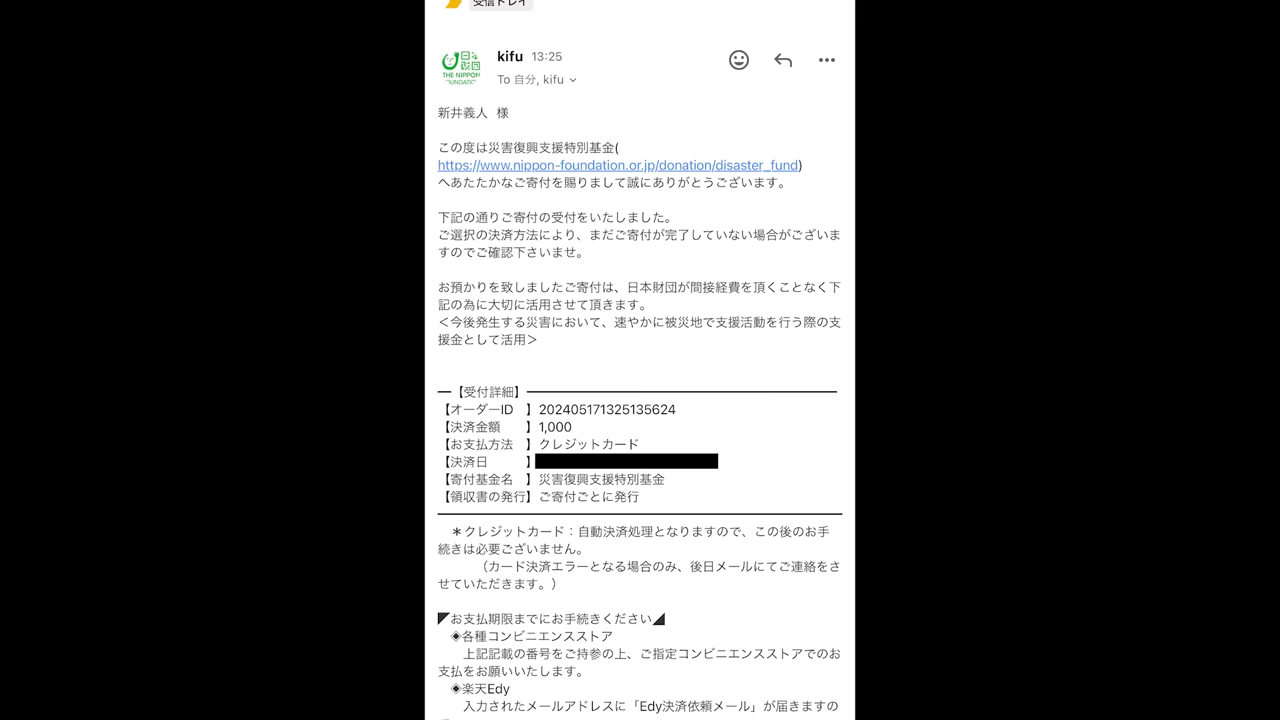 受信トレイ
kifu 13:25
To 自分, kifu
日本財団
THE NIPPON
FOUNDATION
新井義人 様
この度は災害復興支援特別基金(
https://www.nippon-foundation.or.jp/donation/disaster_fund)
へあたたかなご寄付を賜りまして誠にありがとうございます。
下記の通りご寄付の受付をいたしました。
ご選択の決済方法により、まだご寄付が完了していない場合がございま
すのでご確認下さいませ。
お預かりを致しましたご寄付は、日本財団が間接経費を頂くことなく下
記の為に大切に活用させて頂きます。
＜今後発生する災害において、速やかに被災地で支援活動を行う際の支
援金として活用＞
━【受付詳細】━━━━━━━━━━━━━━━━━━
【オーダーID 】202405171325135624
【決済金額 】1,000
【お支払方法 】クレジットカード
【決済日 】
【寄付基金名 】災害復興支援特別基金
【領収書の発行】ご寄付ごとに発行
＊クレジットカード：自動決済処理となりますので、この後のお手
続きは必要ございません。
（カード決済エラーとなる場合のみ、後日メールにてご連絡をさ
せていただきます。）
◤お支払期限までにお手続きください◢
◈各種コンビニエンスストア
上記記載の番号をご持参の上、ご指定コンビニエンスストアでのお
支払をお願いいたします。
◈楽天Edy
入力されたメールアドレスに「Edy決済依頼メール」が届きますの